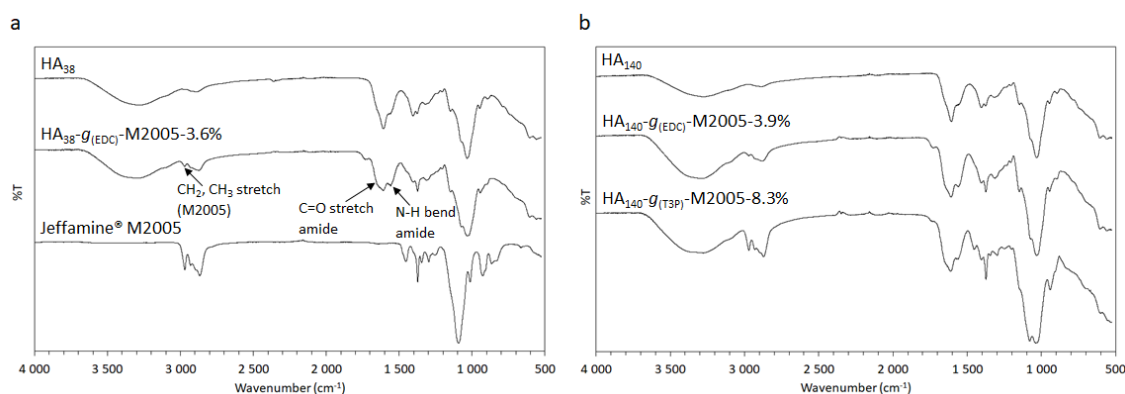 a
HA38
HA38-g(EDC)-M2005-3.6%
CH2, CH3 stretch
(M2005)
C=O stretch
amide
N-H bend
amide
Jeffamine® M2005
%T
4 000 3 500 3 000 2 500 2 000 1 500 1 000 500
Wavenumber (cm-1)
b
HA140
HA140-g(EDC)-M2005-3.9%
HA140-g(T3P)-M2005-8.3%
%T
4 000 3 500 3 000 2 500 2 000 1 500 1 000 500
Wavenumber (cm-1)